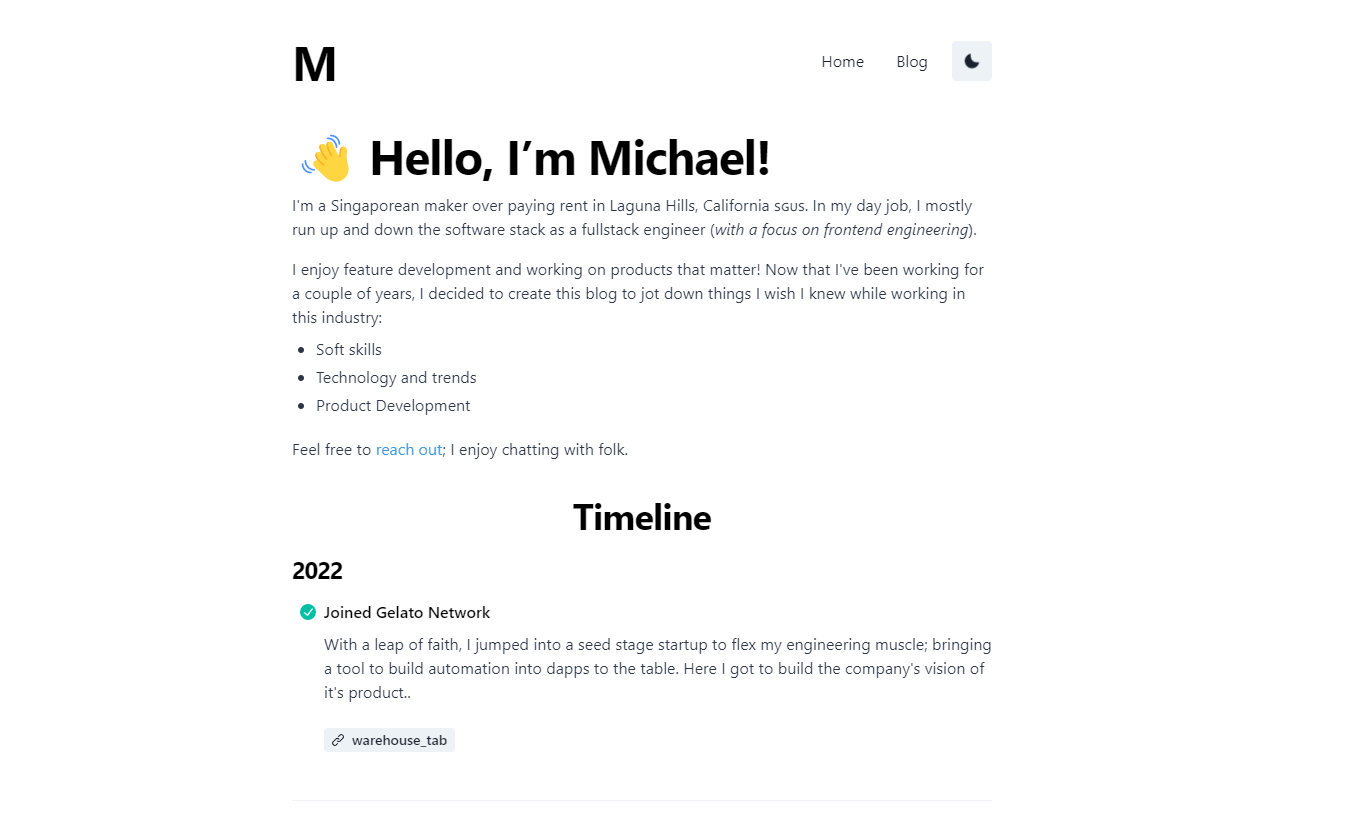 M
Home
Blog
Hello, I’m Michael!
I'm a Singaporean maker over paying rent in Laguna Hills, California sɢᴜs. In my day job, I mostly
run up and down the software stack as a fullstack engineer (with a focus on frontend engineering).
I enjoy feature development and working on products that matter! Now that I've been working for
a couple of years, I decided to create this blog to jot down things I wish I knew while working in
this industry:
Soft skills
Technology and trends
Product Development
Feel free to reach out; I enjoy chatting with folk.
Timeline
2022
Joined Gelato Network
With a leap of faith, I jumped into a seed stage startup to flex my engineering muscle; bringing
a tool to build automation into dapps to the table. Here I got to build the company's vision of
it's product..
warehouse_tab